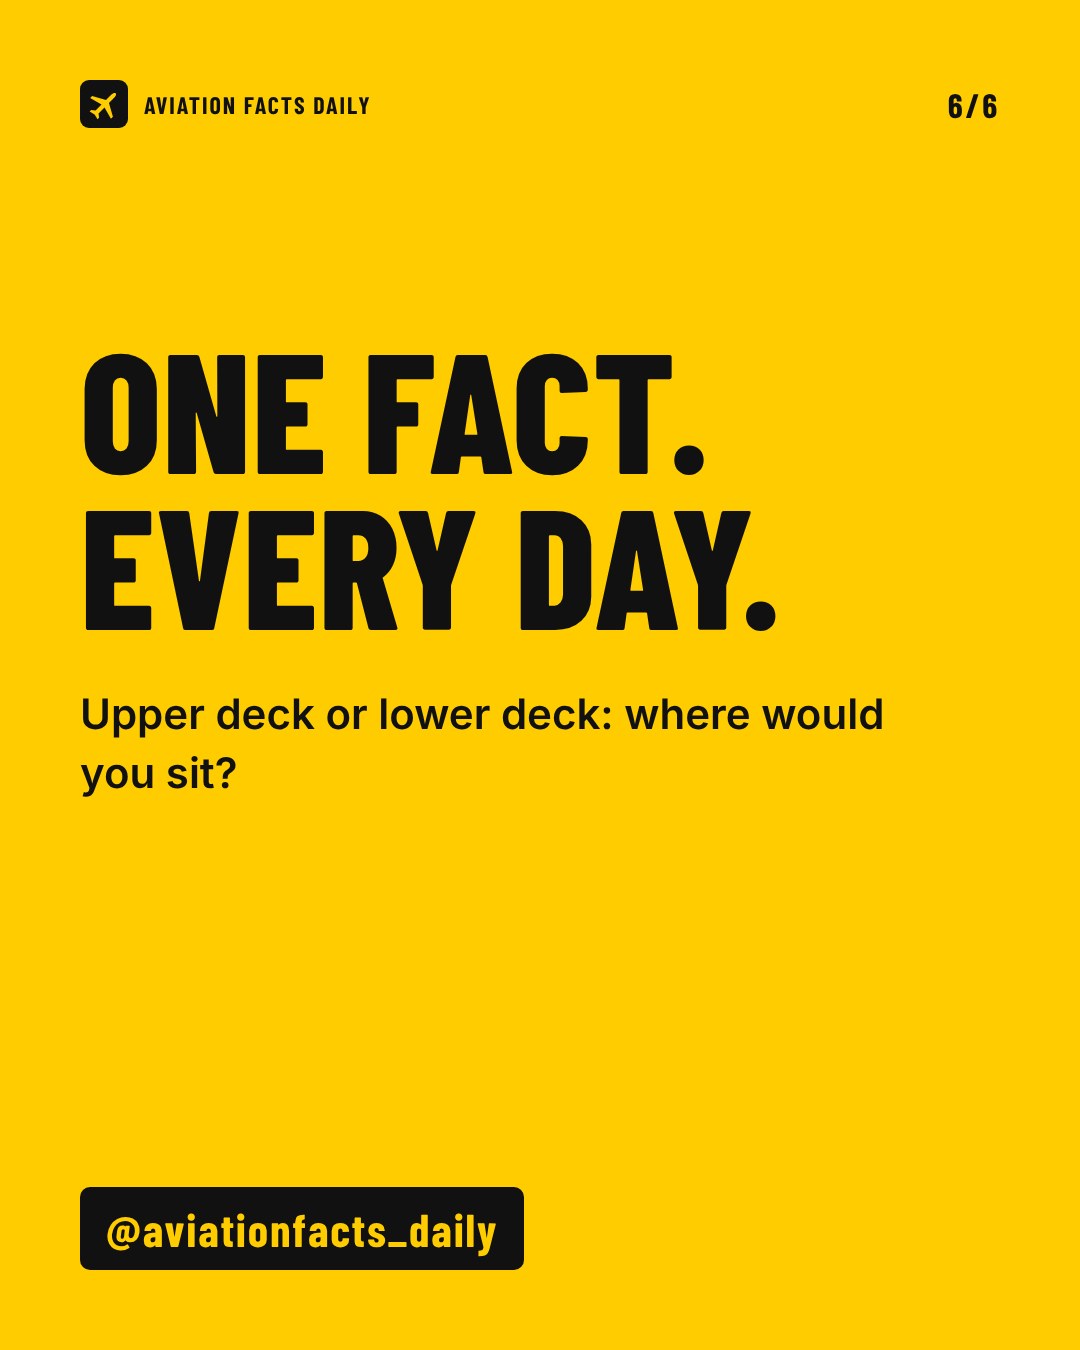 AVIATION FACTS DAILY
6/6
ONE FACT.
EVERY DAY.
Upper deck or lower deck: where would
you sit?
@aviationfacts_daily